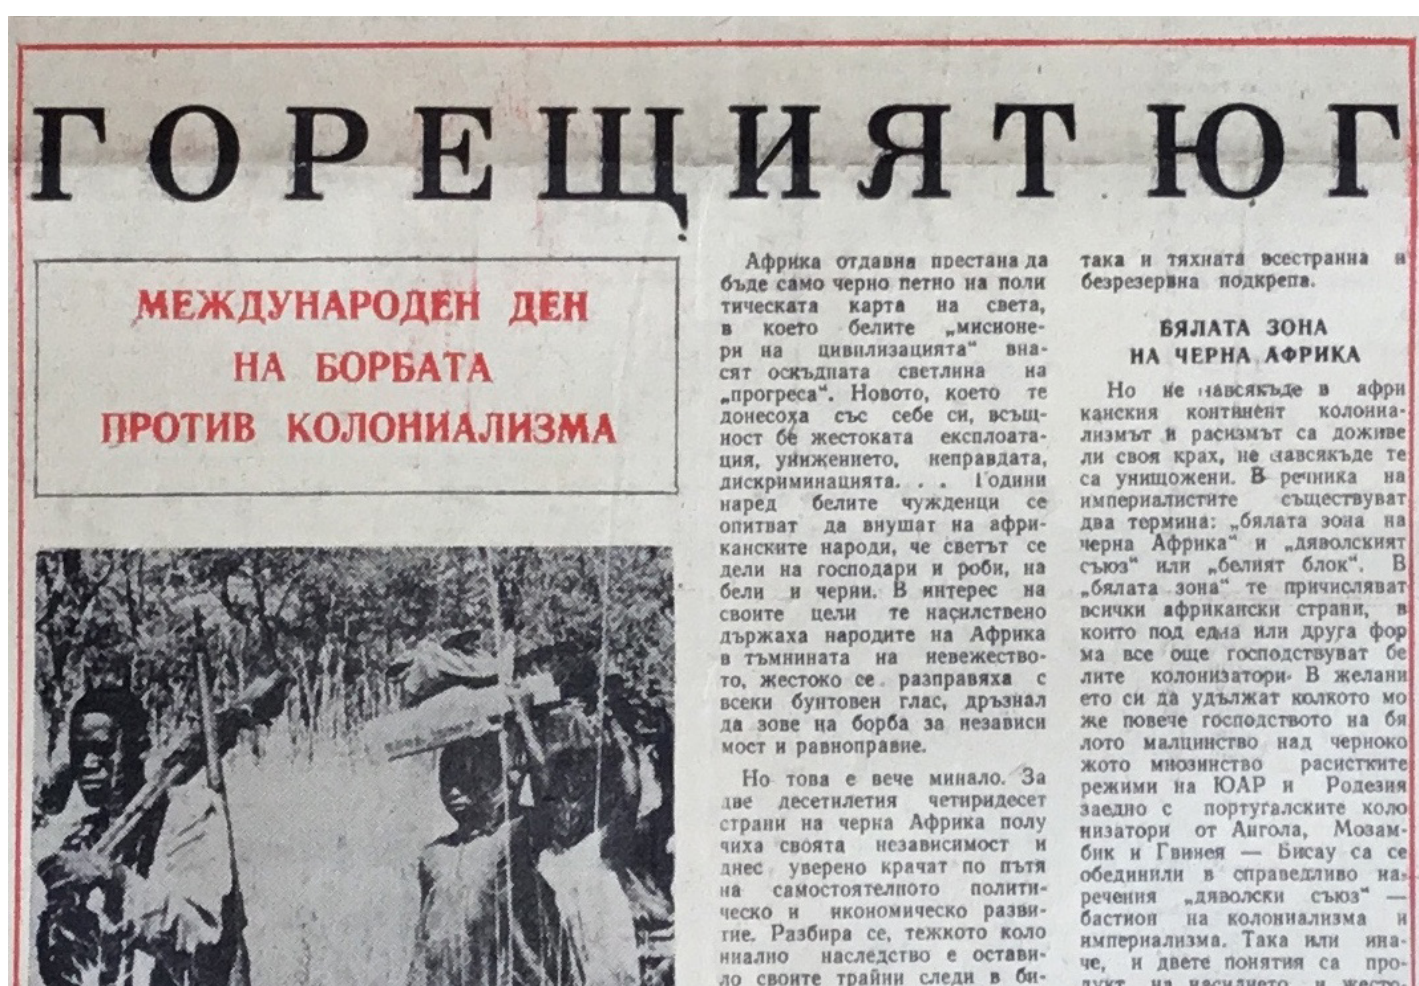 ГОРЕЩИЯТ ЮГ
МЕЖДУНАРОДЕН ДЕН
НА БОРБАТА
ПРОТИВ КОЛОНИАЛИЗМА
Африка отдавна престана да
бъде само черно петно на поли
тическата карта на света,
в което белите „мисионе-
ри на цивилизацията“ вна-
сят оскъдната светлина на
„прогреса“. Новото, което те
донесоха със себе си, всъщ-
ност бе жестоката експлоата-
ция, унижението, неправдата,
дискриминацията. . . Години
наред белите чужденци се
опитват да внушат на афри-
канските народи, че светът се
дели на господари и роби, на
бели и черни. В интерес на
своите цели те насилствено
държаха народите на Африка
в тъмнината на невежество-
то, жестоко се разправяха с
всеки бунтовен глас, дръзнал
да зове на борба за независи
мост и равноправие.
Но това е вече минало. За
две десетилетия четиридесет
страни на черна Африка полу
чиха своята независимост и
днес уверено крачат по пътя
на самостоятелното полити-
ческо и икономическо разви-
тие. Разбира се, тежкото коло
ниално наследство е остави-
ло своите трайни следи в би-
така и тяхната всестранна и
безрезервна подкрепа.
БЯЛАТА ЗОНА
НА ЧЕРНА АФРИКА
Но не навсякъде в афри
канския континент колониа-
лизмът и расизмът са доживе
ли своя крах, не навсякъде те
са унищожени. В речника на
империалистите съществуват
два термина: „бялата зона на
черна Африка“ и „дяволският
съюз“ или „белият блок“. В
„бялата зона“ те причисляват
всички африкански страни, в
които под една или друга фор
ма все още господствуват бе
лите колонизатори. В желани
ето си да удължат колкото мо
же повече господството на бя
лото малцинство над чернокo
жото мнозинство расистките
режими на ЮАР и Родезия
заедно с португалските коло
низатори от Ангола, Мозам-
бик и Гвинея — Бисау са се
обединили в справедливо на-
речения „дяволски съюз“ —
бастион на колониализма и
империализма. Така или ина-
че, и двете понятия са про-
дукт на насилието и жесто-